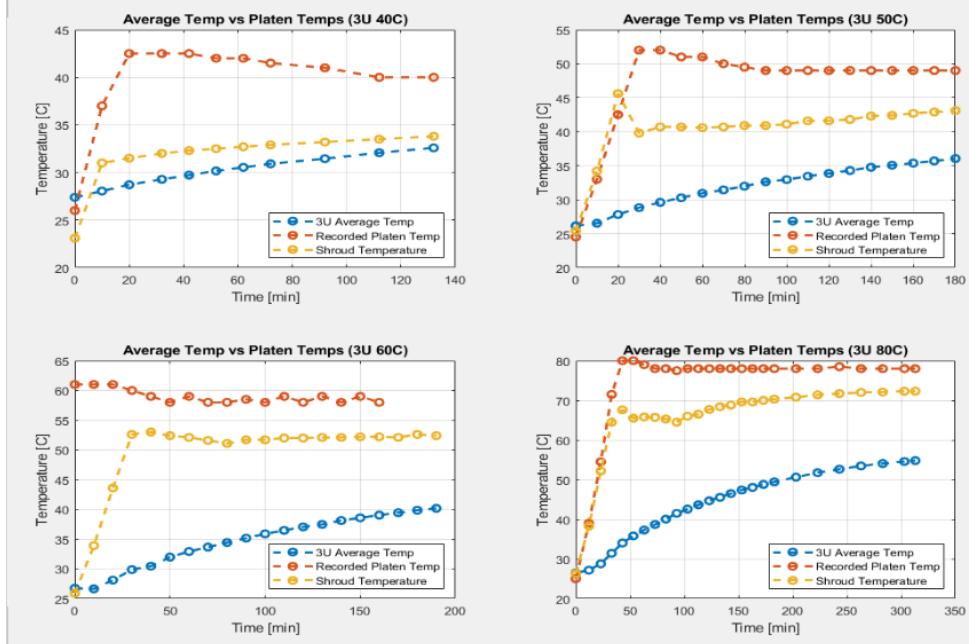 Average Temp vs Platen Temps (3U 40C)
45
40
35
30
25
20
Temperature [C]
0 20 40 60 80 100 120 140
Time [min]
3U Average Temp
Recorded Platen Temp
Shroud Temperature
Average Temp vs Platen Temps (3U 50C)
55
50
45
40
35
30
25
20
Temperature [C]
0 20 40 60 80 100 120 140 160 180
Time [min]
3U Average Temp
Recorded Platen Temp
Shroud Temperature
Average Temp vs Platen Temps (3U 60C)
65
60
55
50
45
40
35
30
25
Temperature [C]
0 50 100 150 200
Time [min]
3U Average Temp
Recorded Platen Temp
Shroud Temperature
Average Temp vs Platen Temps (3U 80C)
80
70
60
50
40
30
20
Temperature [C]
0 50 100 150 200 250 300 350
Time [min]
3U Average Temp
Recorded Platen Temp
Shroud Temperature